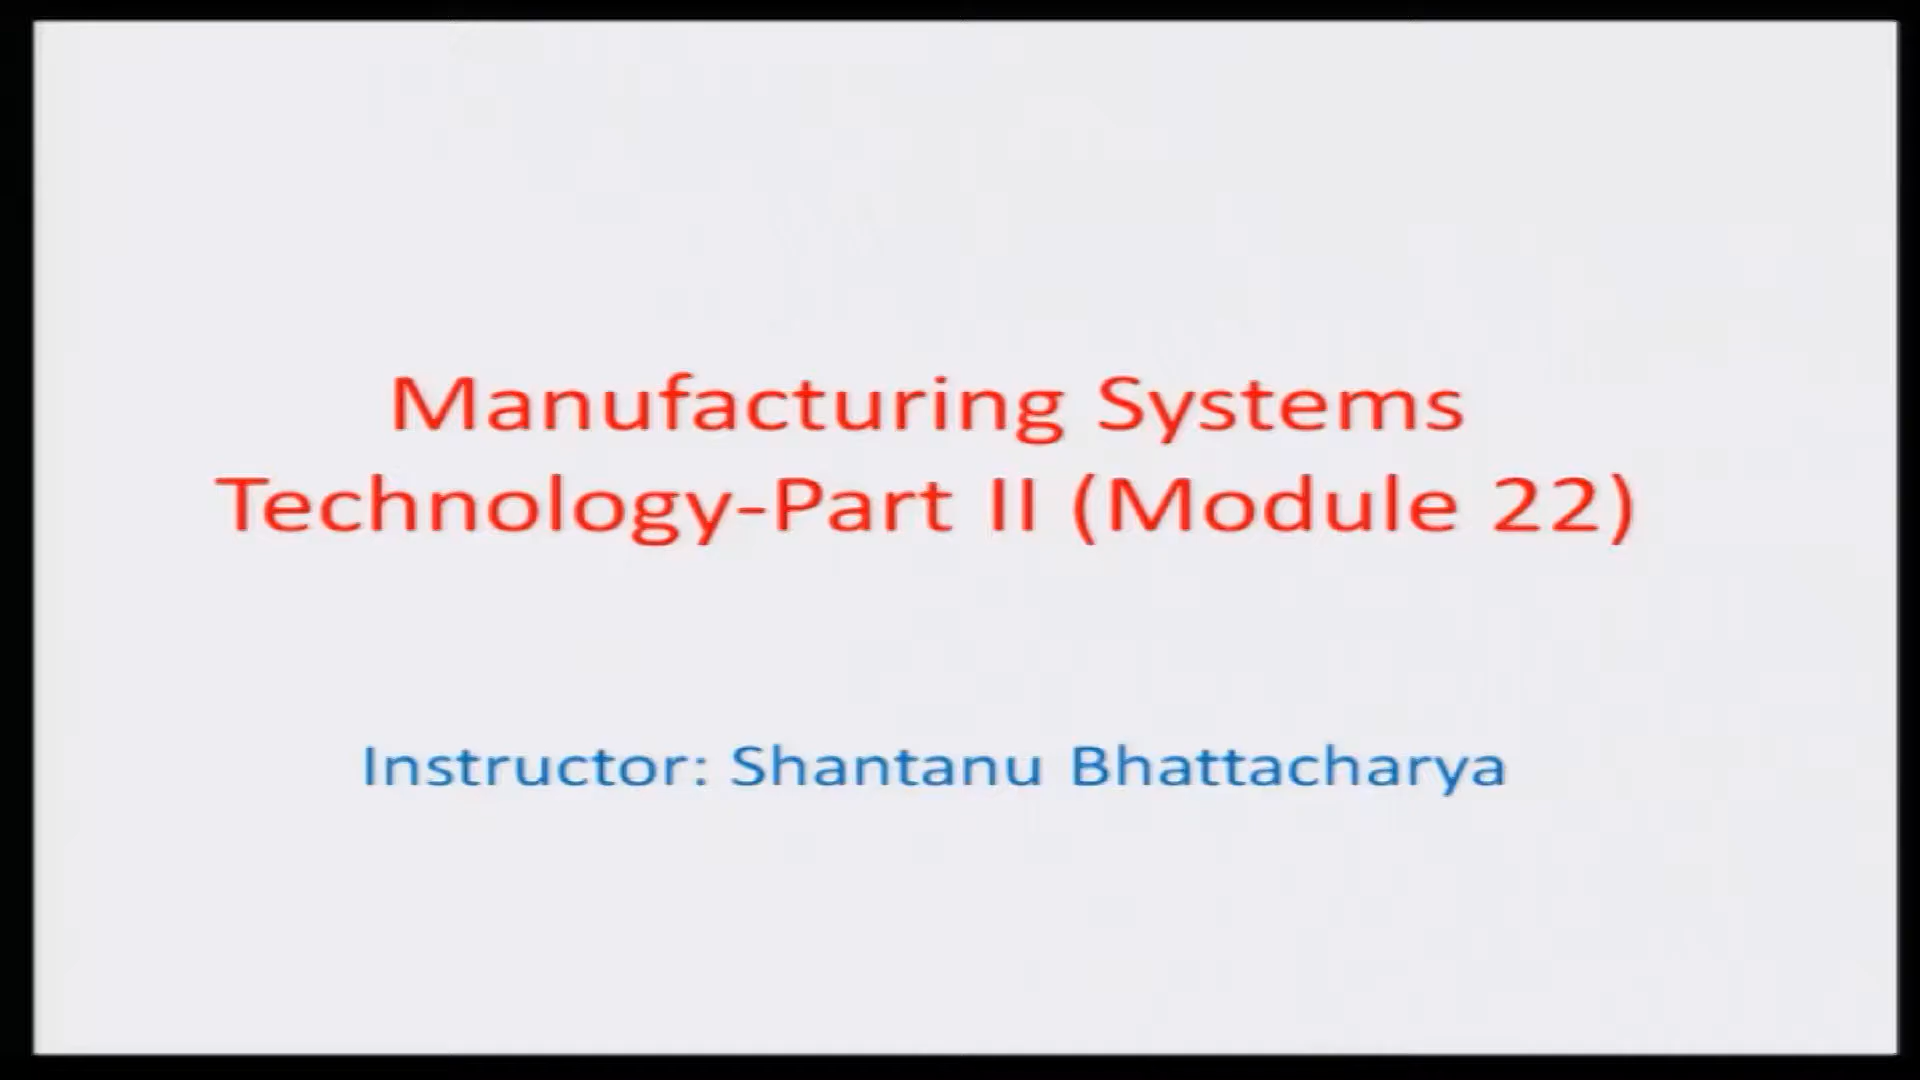 Manufacturing Systems
Technology-Part II (Module 22)
Instructor: Shantanu Bhattacharya